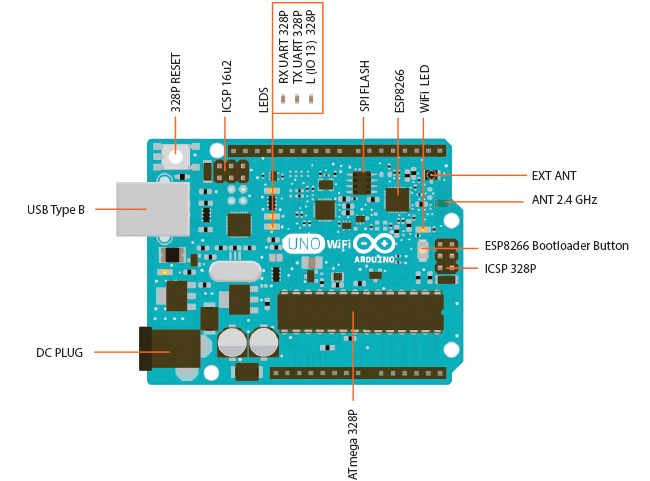 RX UART 328P
TX UART 328P
L (IO 13) 328P
328P RESET
ICSP 16u2
LEDS
SPI FLASH
ESP8266
WiFi LED
EXT ANT
ANT 2.4 GHz
USB Type B
UNO WiFi
ARDUINO
ESP8266 Bootloader Button
ICSP 328P
DC PLUG
ATmega 328P